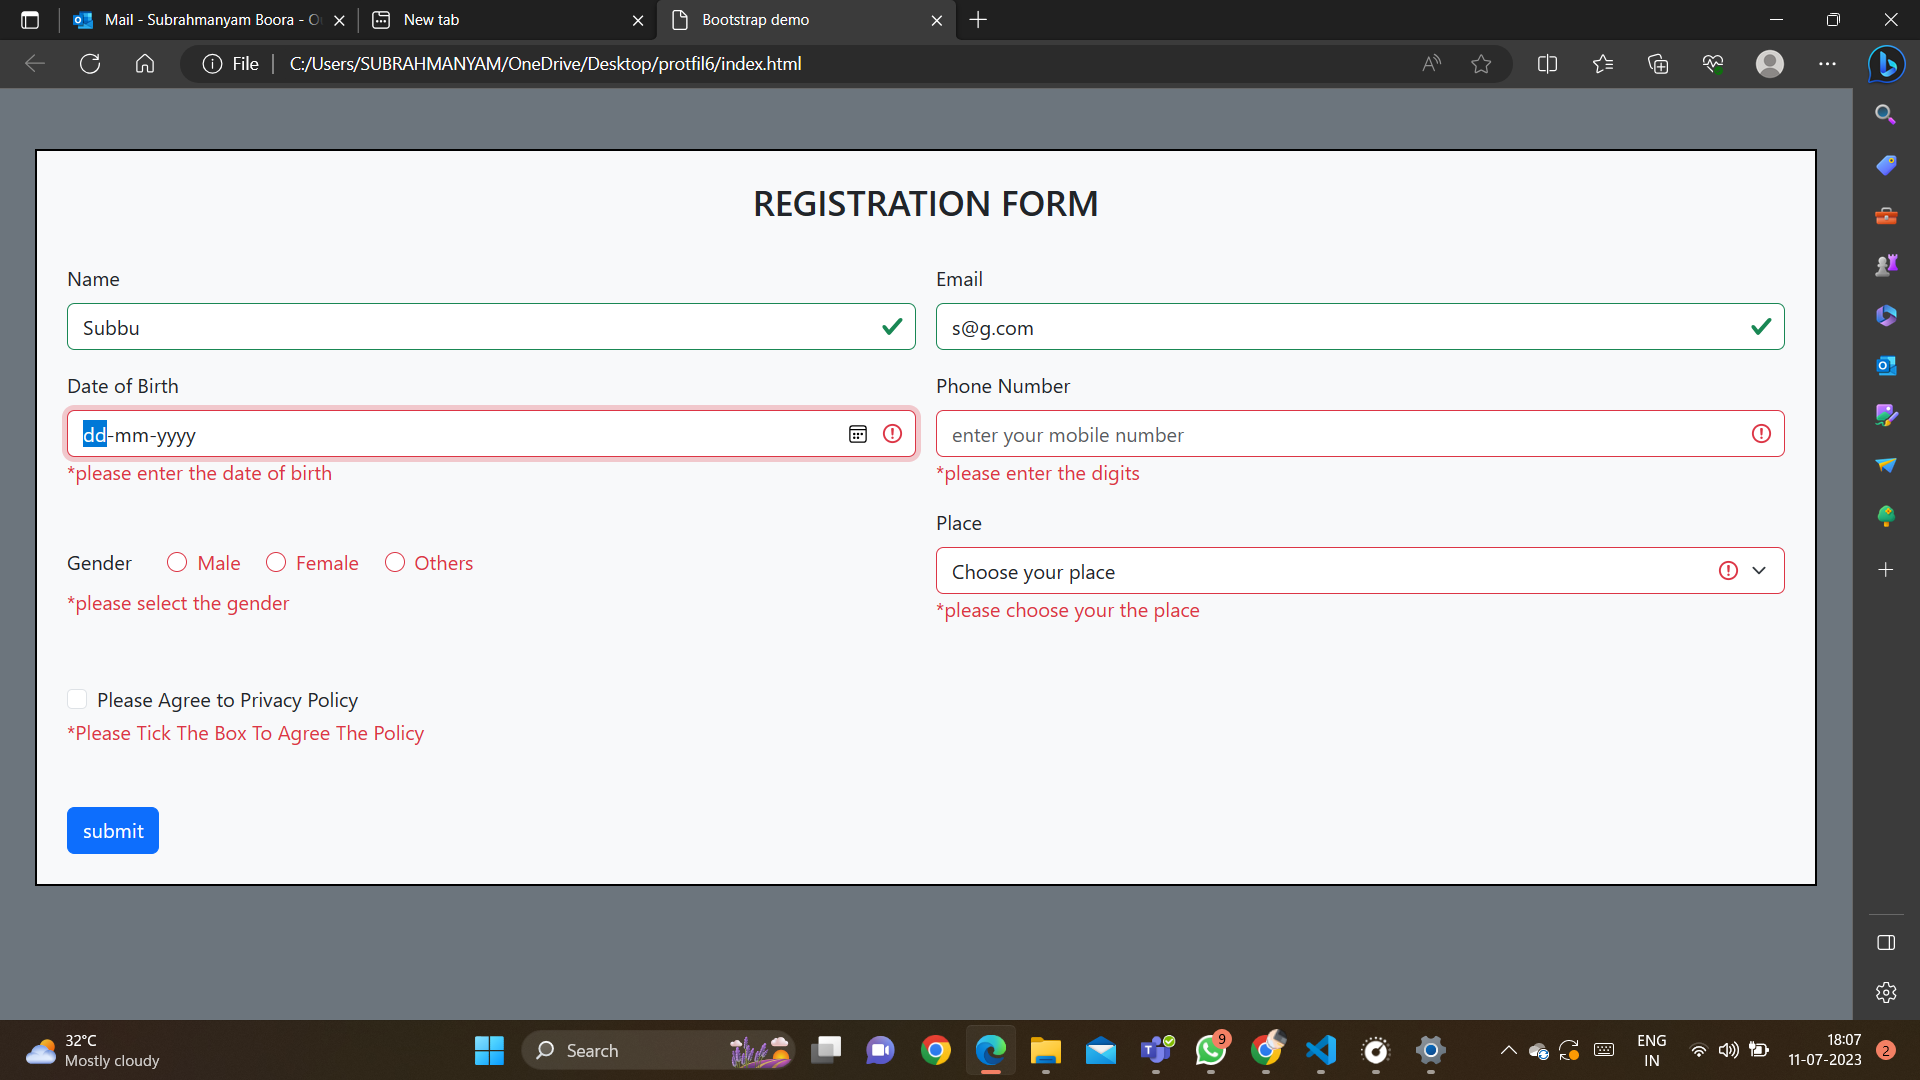 Mail - Subrahmanyam Boora - O
New tab
Bootstrap demo
File
C:/Users/SUBRAHMANYAM/OneDrive/Desktop/protfil6/index.html
REGISTRATION FORM
Name
Email
Subbu
s@g.com
Date of Birth
Phone Number
dd-mm-yyyy
enter your mobile number
*please enter the date of birth
*please enter the digits
Place
Gender Male Female Others
Choose your place
*please select the gender
*please choose your the place
Please Agree to Privacy Policy
*Please Tick The Box To Agree The Policy
submit
32°C
Mostly cloudy
Search
9
ENG
IN
18:07
11-07-2023
2